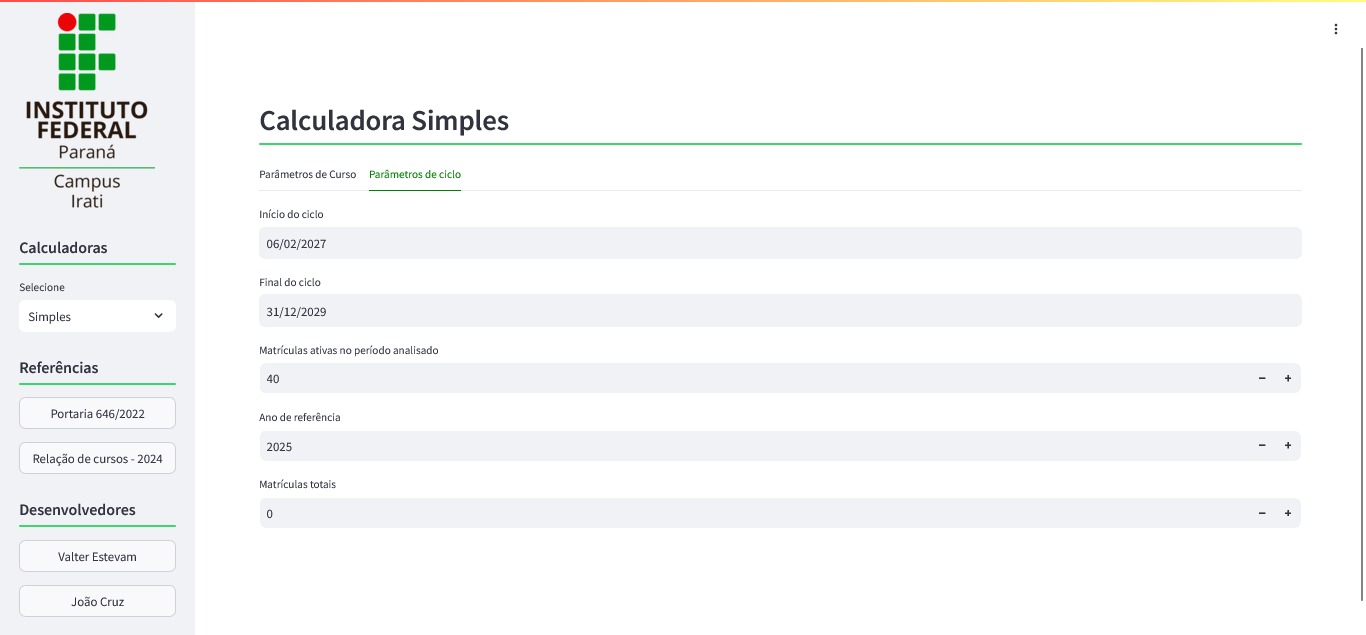 INSTITUTO
FEDERAL
Paraná
Campus
Irati
Calculadoras
Selecione
Simples
Referências
Portaria 646/2022
Relação de cursos - 2024
Desenvolvedores
Valter Estevam
João Cruz
Calculadora Simples
Parâmetros de Curso Parâmetros de ciclo
Início do ciclo
06/02/2027
Final do ciclo
31/12/2029
Matrículas ativas no período analisado
40 − +
Ano de referência
2025 − +
Matrículas totais
0 − +